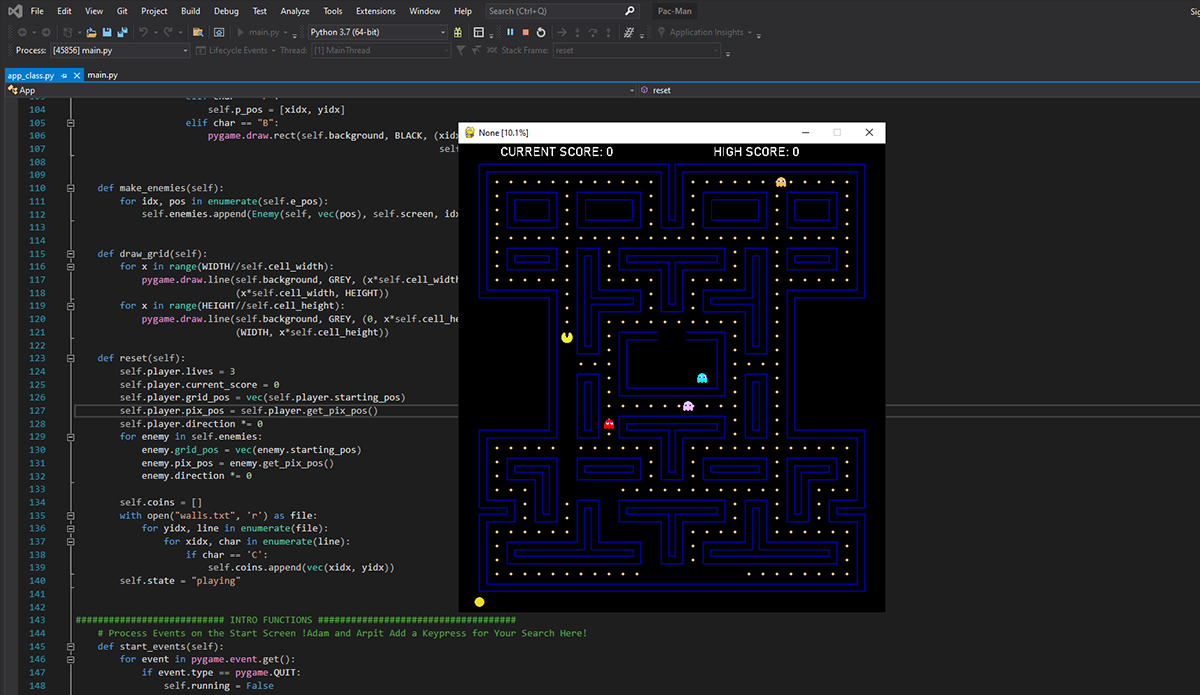 File Edit View Git Project Build Debug Test Analyze Tools Extensions Window Help Search (Ctrl+Q) Pac-Man
main.py Python 3.7 (64-bit) Application Insights
Process: [45856] main.py Lifecycle Events Thread: [1] MainThread Stack Frame: reset
app_class.py main.py
App reset
104 self.p_pos = [xidx, yidx]
105 elif char == "B":
106 pygame.draw.rect(self.background, BLACK, (xidx
107
108
109
110 def make_enemies(self):
111 for idx, pos in enumerate(self.e_pos):
112 self.enemies.append(Enemy(self, vec(pos), self.screen, idx
113
114
115 def draw_grid(self):
116 for x in range(WIDTH//self.cell_width):
117 pygame.draw.line(self.background, GREY, (x*self.cell_width
118 (x*self.cell_width, HEIGHT))
119 for x in range(HEIGHT//self.cell_height):
120 pygame.draw.line(self.background, GREY, (0, x*self.cell_he
121 (WIDTH, x*self.cell_height))
122
123 def reset(self):
124 self.player.lives = 3
125 self.player.current_score = 0
126 self.player.grid_pos = vec(self.player.starting_pos)
127 self.player.pix_pos = self.player.get_pix_pos()
128 self.player.direction *= 0
129 for enemy in self.enemies:
130 enemy.grid_pos = vec(enemy.starting_pos)
131 enemy.pix_pos = enemy.get_pix_pos()
132 enemy.direction *= 0
133
134 self.coins = []
135 with open("walls.txt", 'r') as file:
136 for yidx, line in enumerate(file):
137 for xidx, char in enumerate(line):
138 if char == 'C':
139 self.coins.append(vec(xidx, yidx))
140 self.state = "playing"
141
142
143 ########################### INTRO FUNCTIONS ####################################
144 # Process Events on the Start Screen !Adam and Arpit Add a Keypress for Your Search Here!
145 def start_events(self):
146 for event in pygame.event.get():
147 if event.type == pygame.QUIT:
148 self.running = False
None [10.1%]
CURRENT SCORE: 0 HIGH SCORE: 0